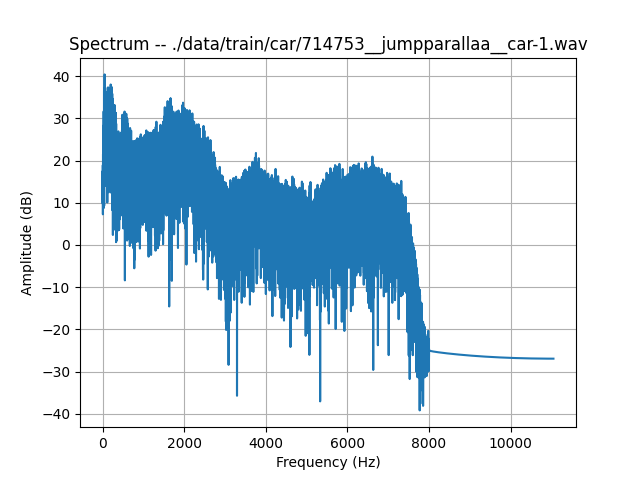 Spectrum -- ./data/train/car/714753__jumpparallaa__car-1.wav
40
30
20
10
0
−10
−20
−30
−40
Amplitude (dB)
0 2000 4000 6000 8000 10000
Frequency (Hz)